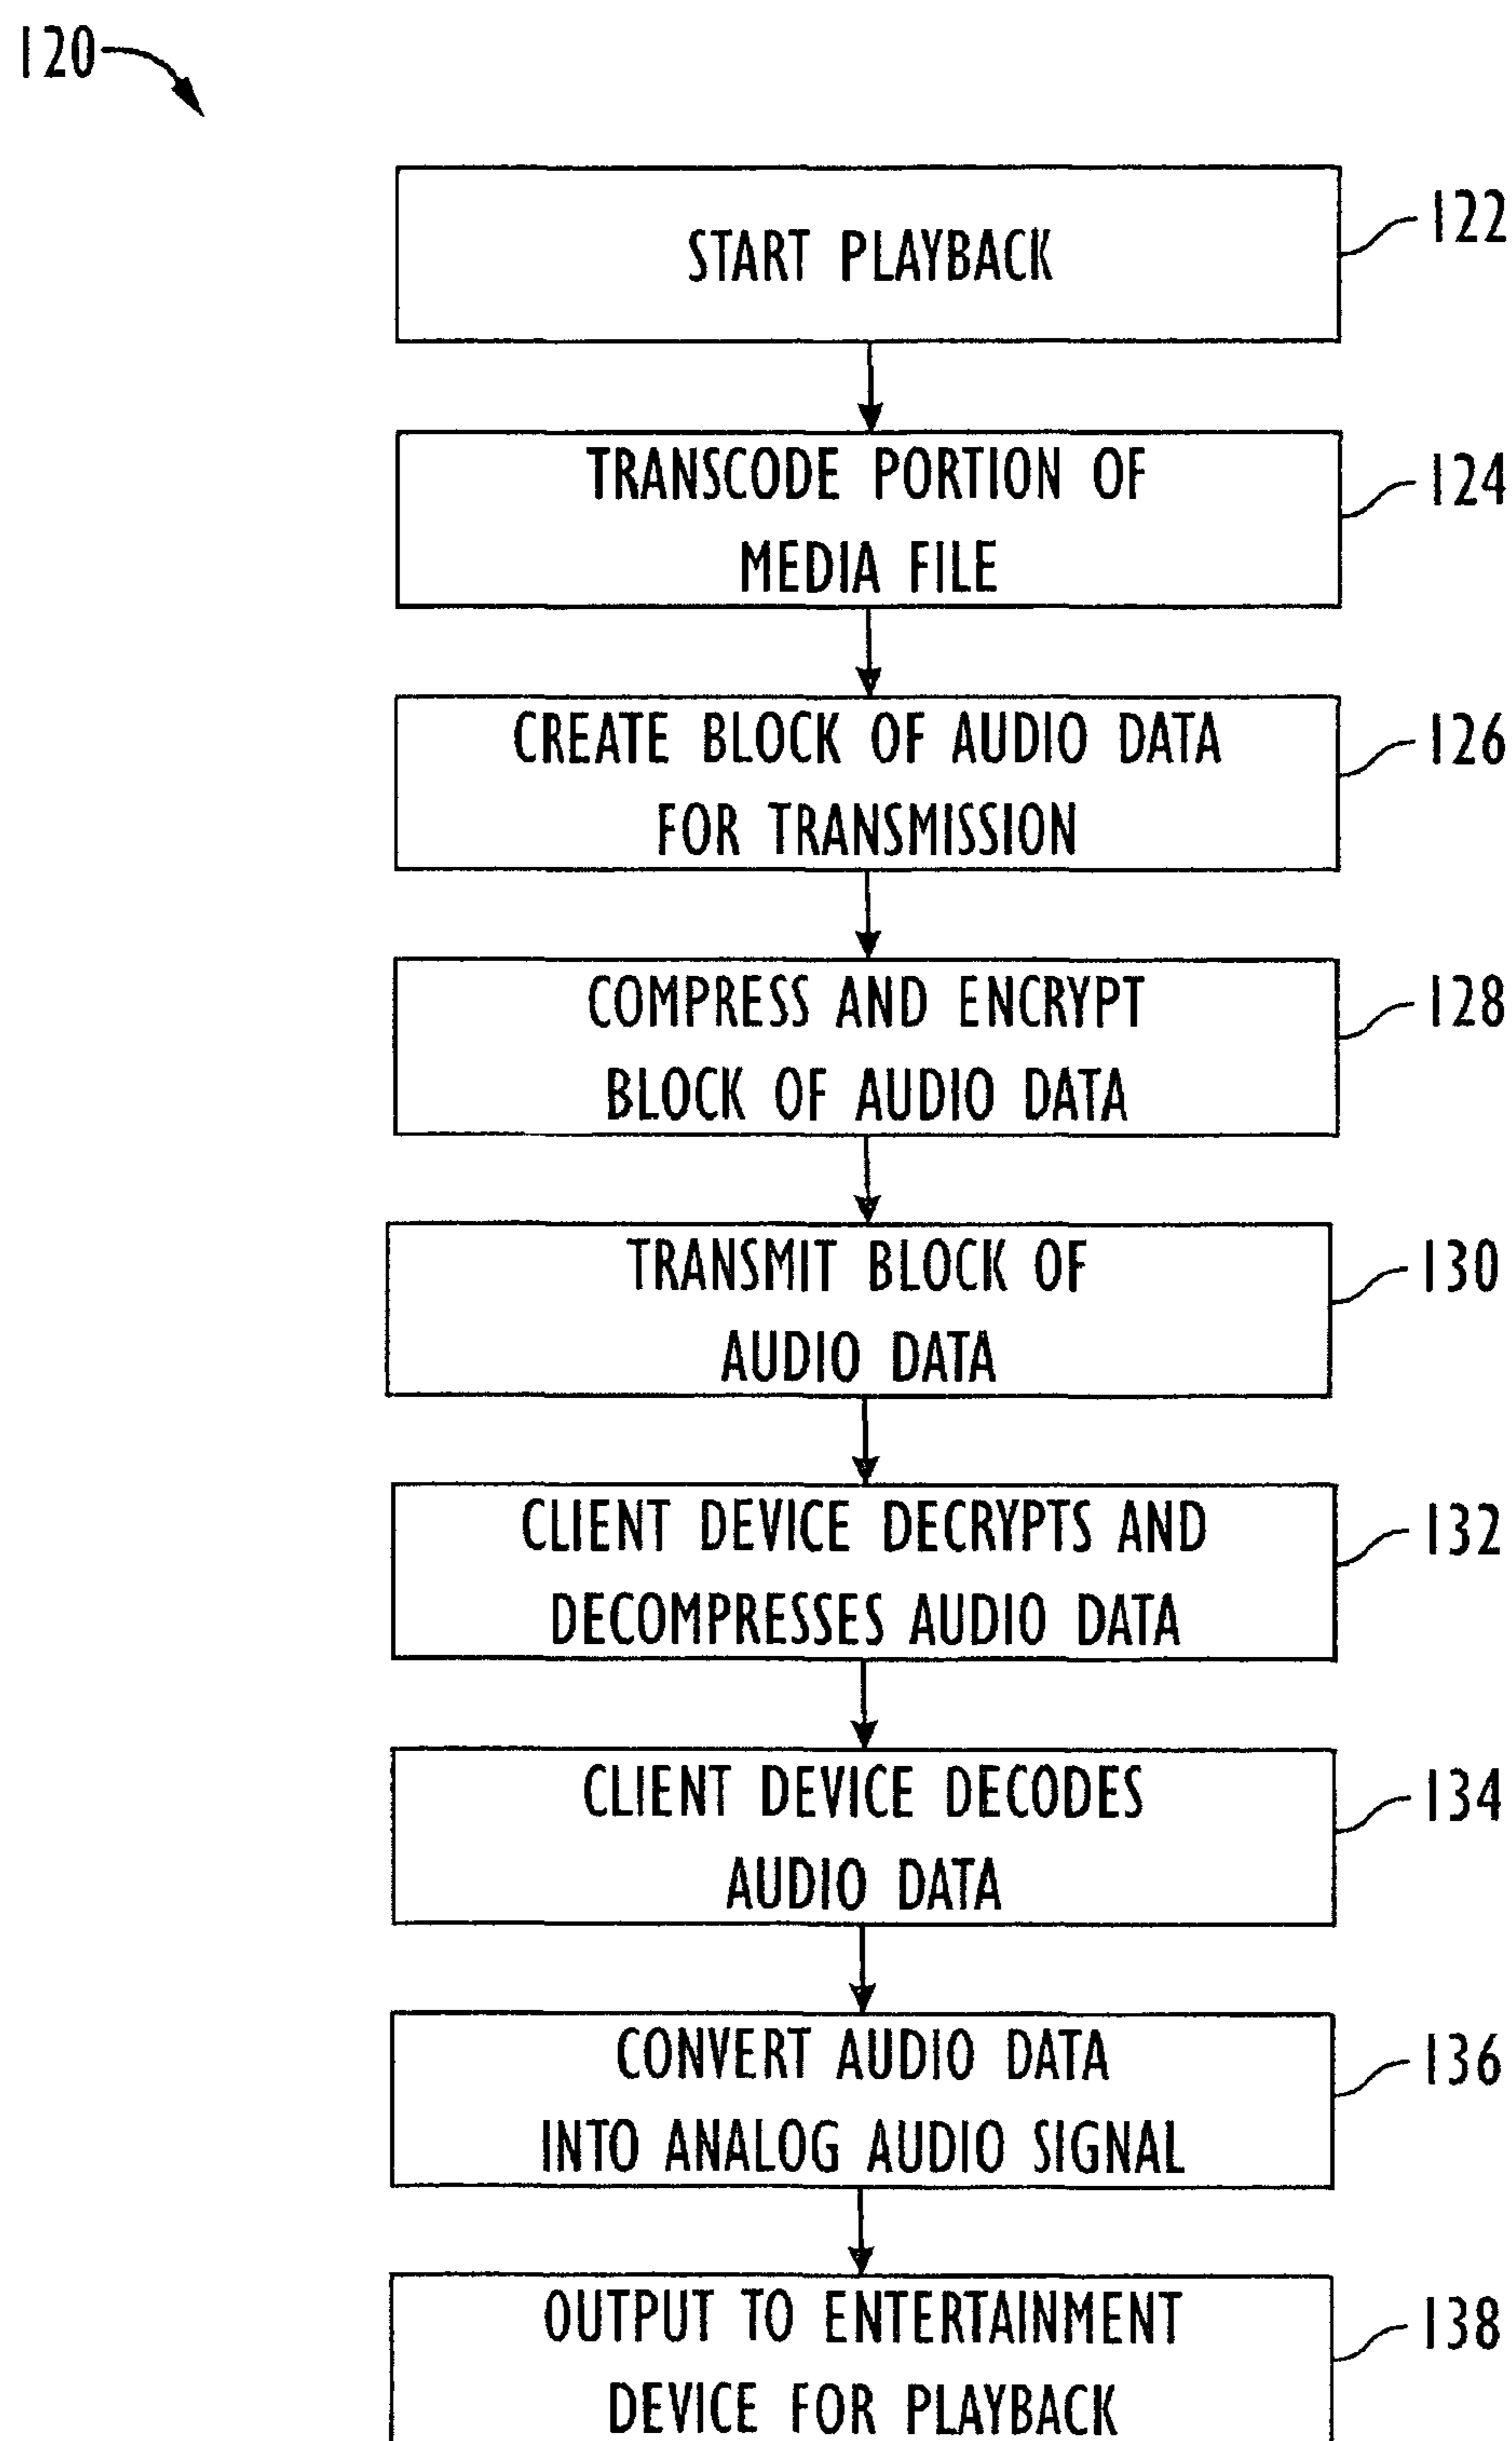 120
START PLAYBACK
122
TRANSCODE PORTION OF
MEDIA FILE
124
CREATE BLOCK OF AUDIO DATA
FOR TRANSMISSION
126
COMPRESS AND ENCRYPT
BLOCK OF AUDIO DATA
128
TRANSMIT BLOCK OF
AUDIO DATA
130
CLIENT DEVICE DECRYPTS AND
DECOMPRESSES AUDIO DATA
132
CLIENT DEVICE DECODES
AUDIO DATA
134
CONVERT AUDIO DATA
INTO ANALOG AUDIO SIGNAL
136
OUTPUT TO ENTERTAINMENT
DEVICE FOR PLAYBACK
138